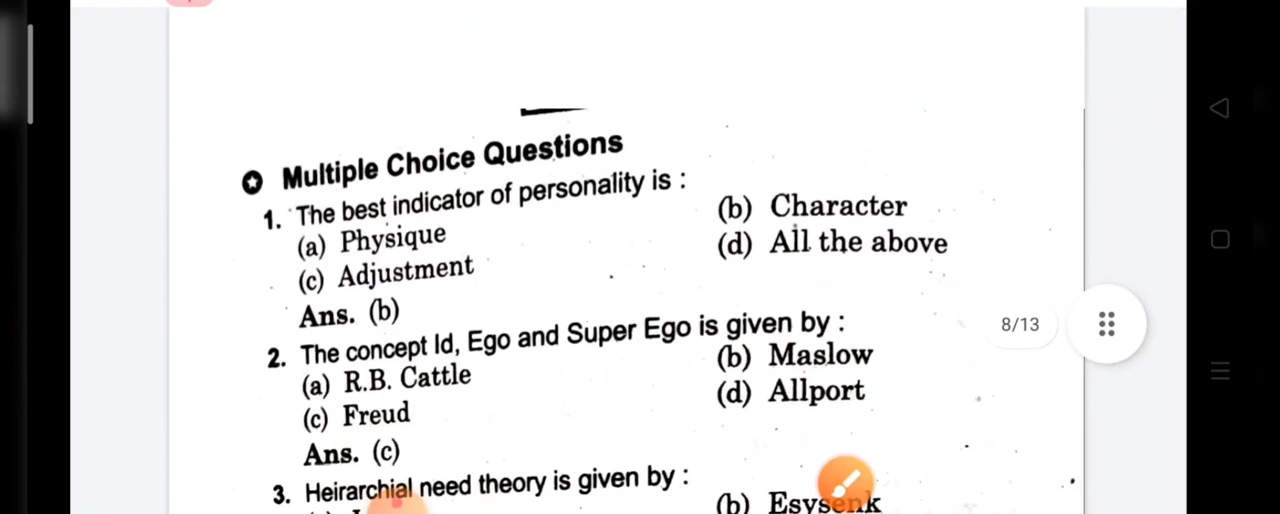 Multiple Choice Questions
1. The best indicator of personality is :
(a) Physique (b) Character
(c) Adjustment (d) All the above
Ans. (b)
2. The concept Id, Ego and Super Ego is given by :
(a) R.B. Cattle (b) Maslow
(c) Freud (d) Allport
Ans. (c)
8/13
3. Heirarchial need theory is given by :
(b) Esysenk